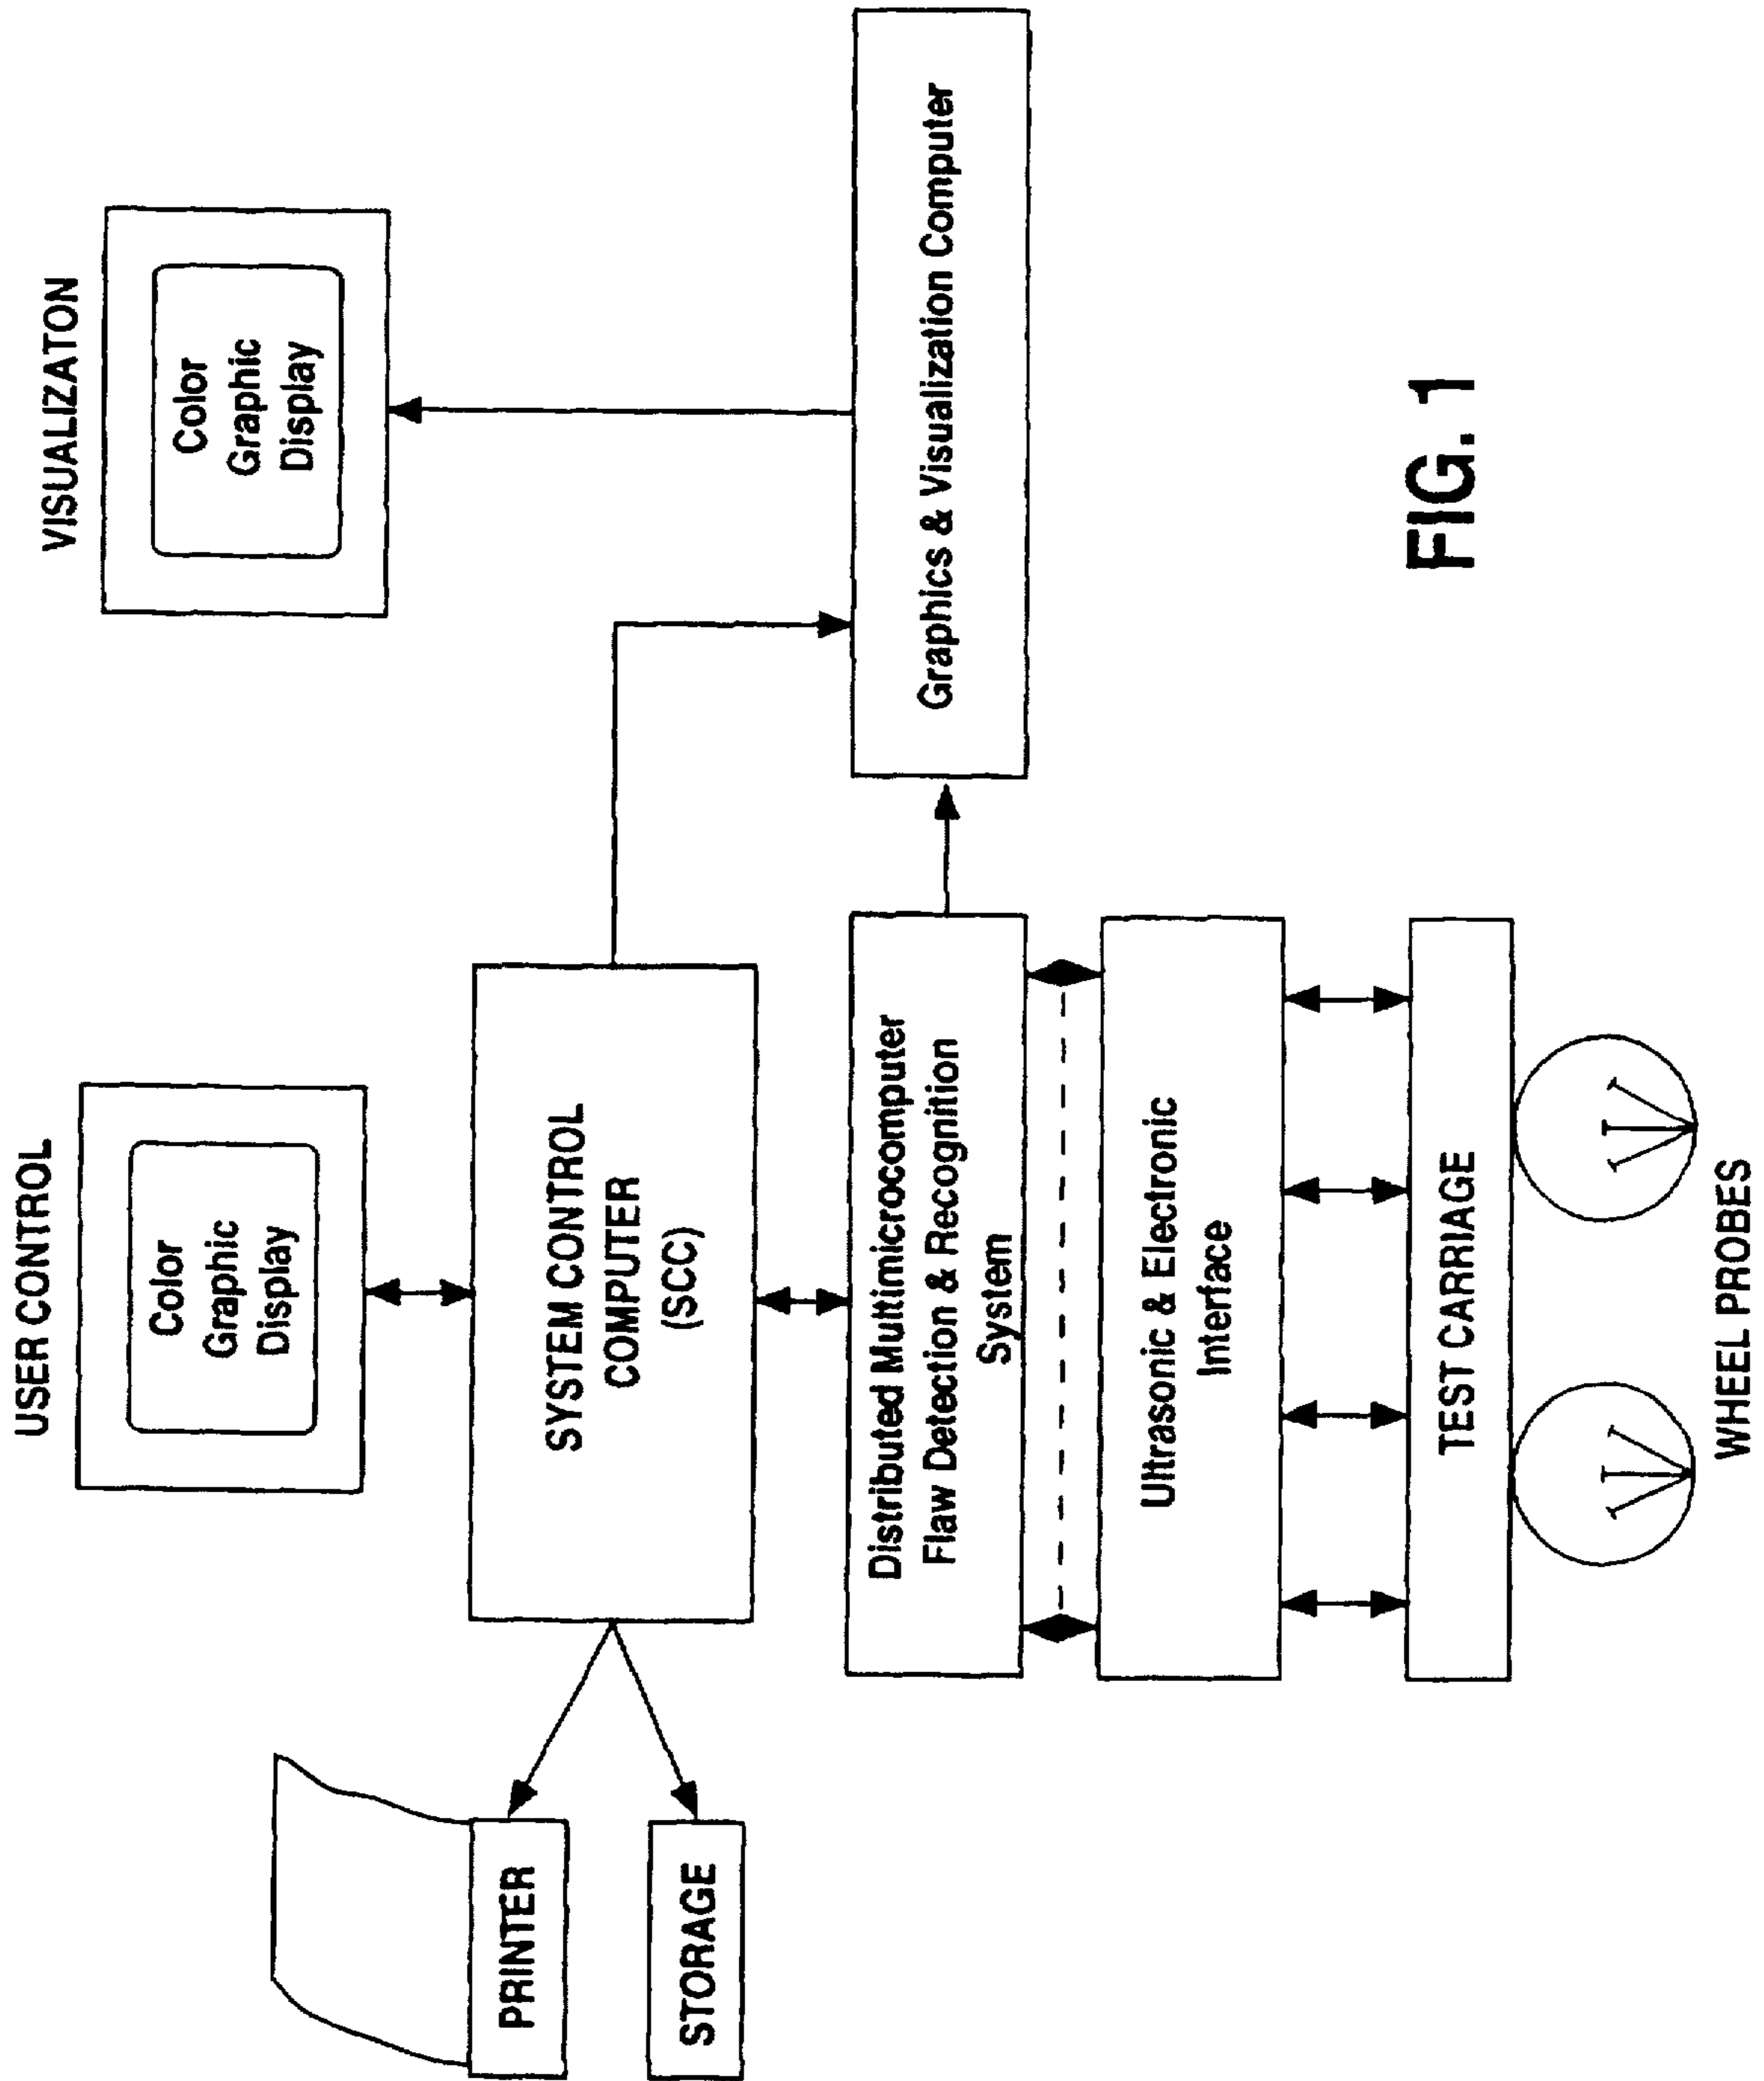 USER CONTROL
Color
Graphic
Display
VISUALIZATON
Color
Graphic
Display
PRINTER
STORAGE
SYSTEM CONTROL
COMPUTER
(SCC)
Distributed Multimicrocomputer
Flaw Detection & Recognition
System
Graphics & Visualization Computer
Ultrasonic & Electronic
Interface
TEST CARRIAGE
WHEEL PROBES
FIG. 1